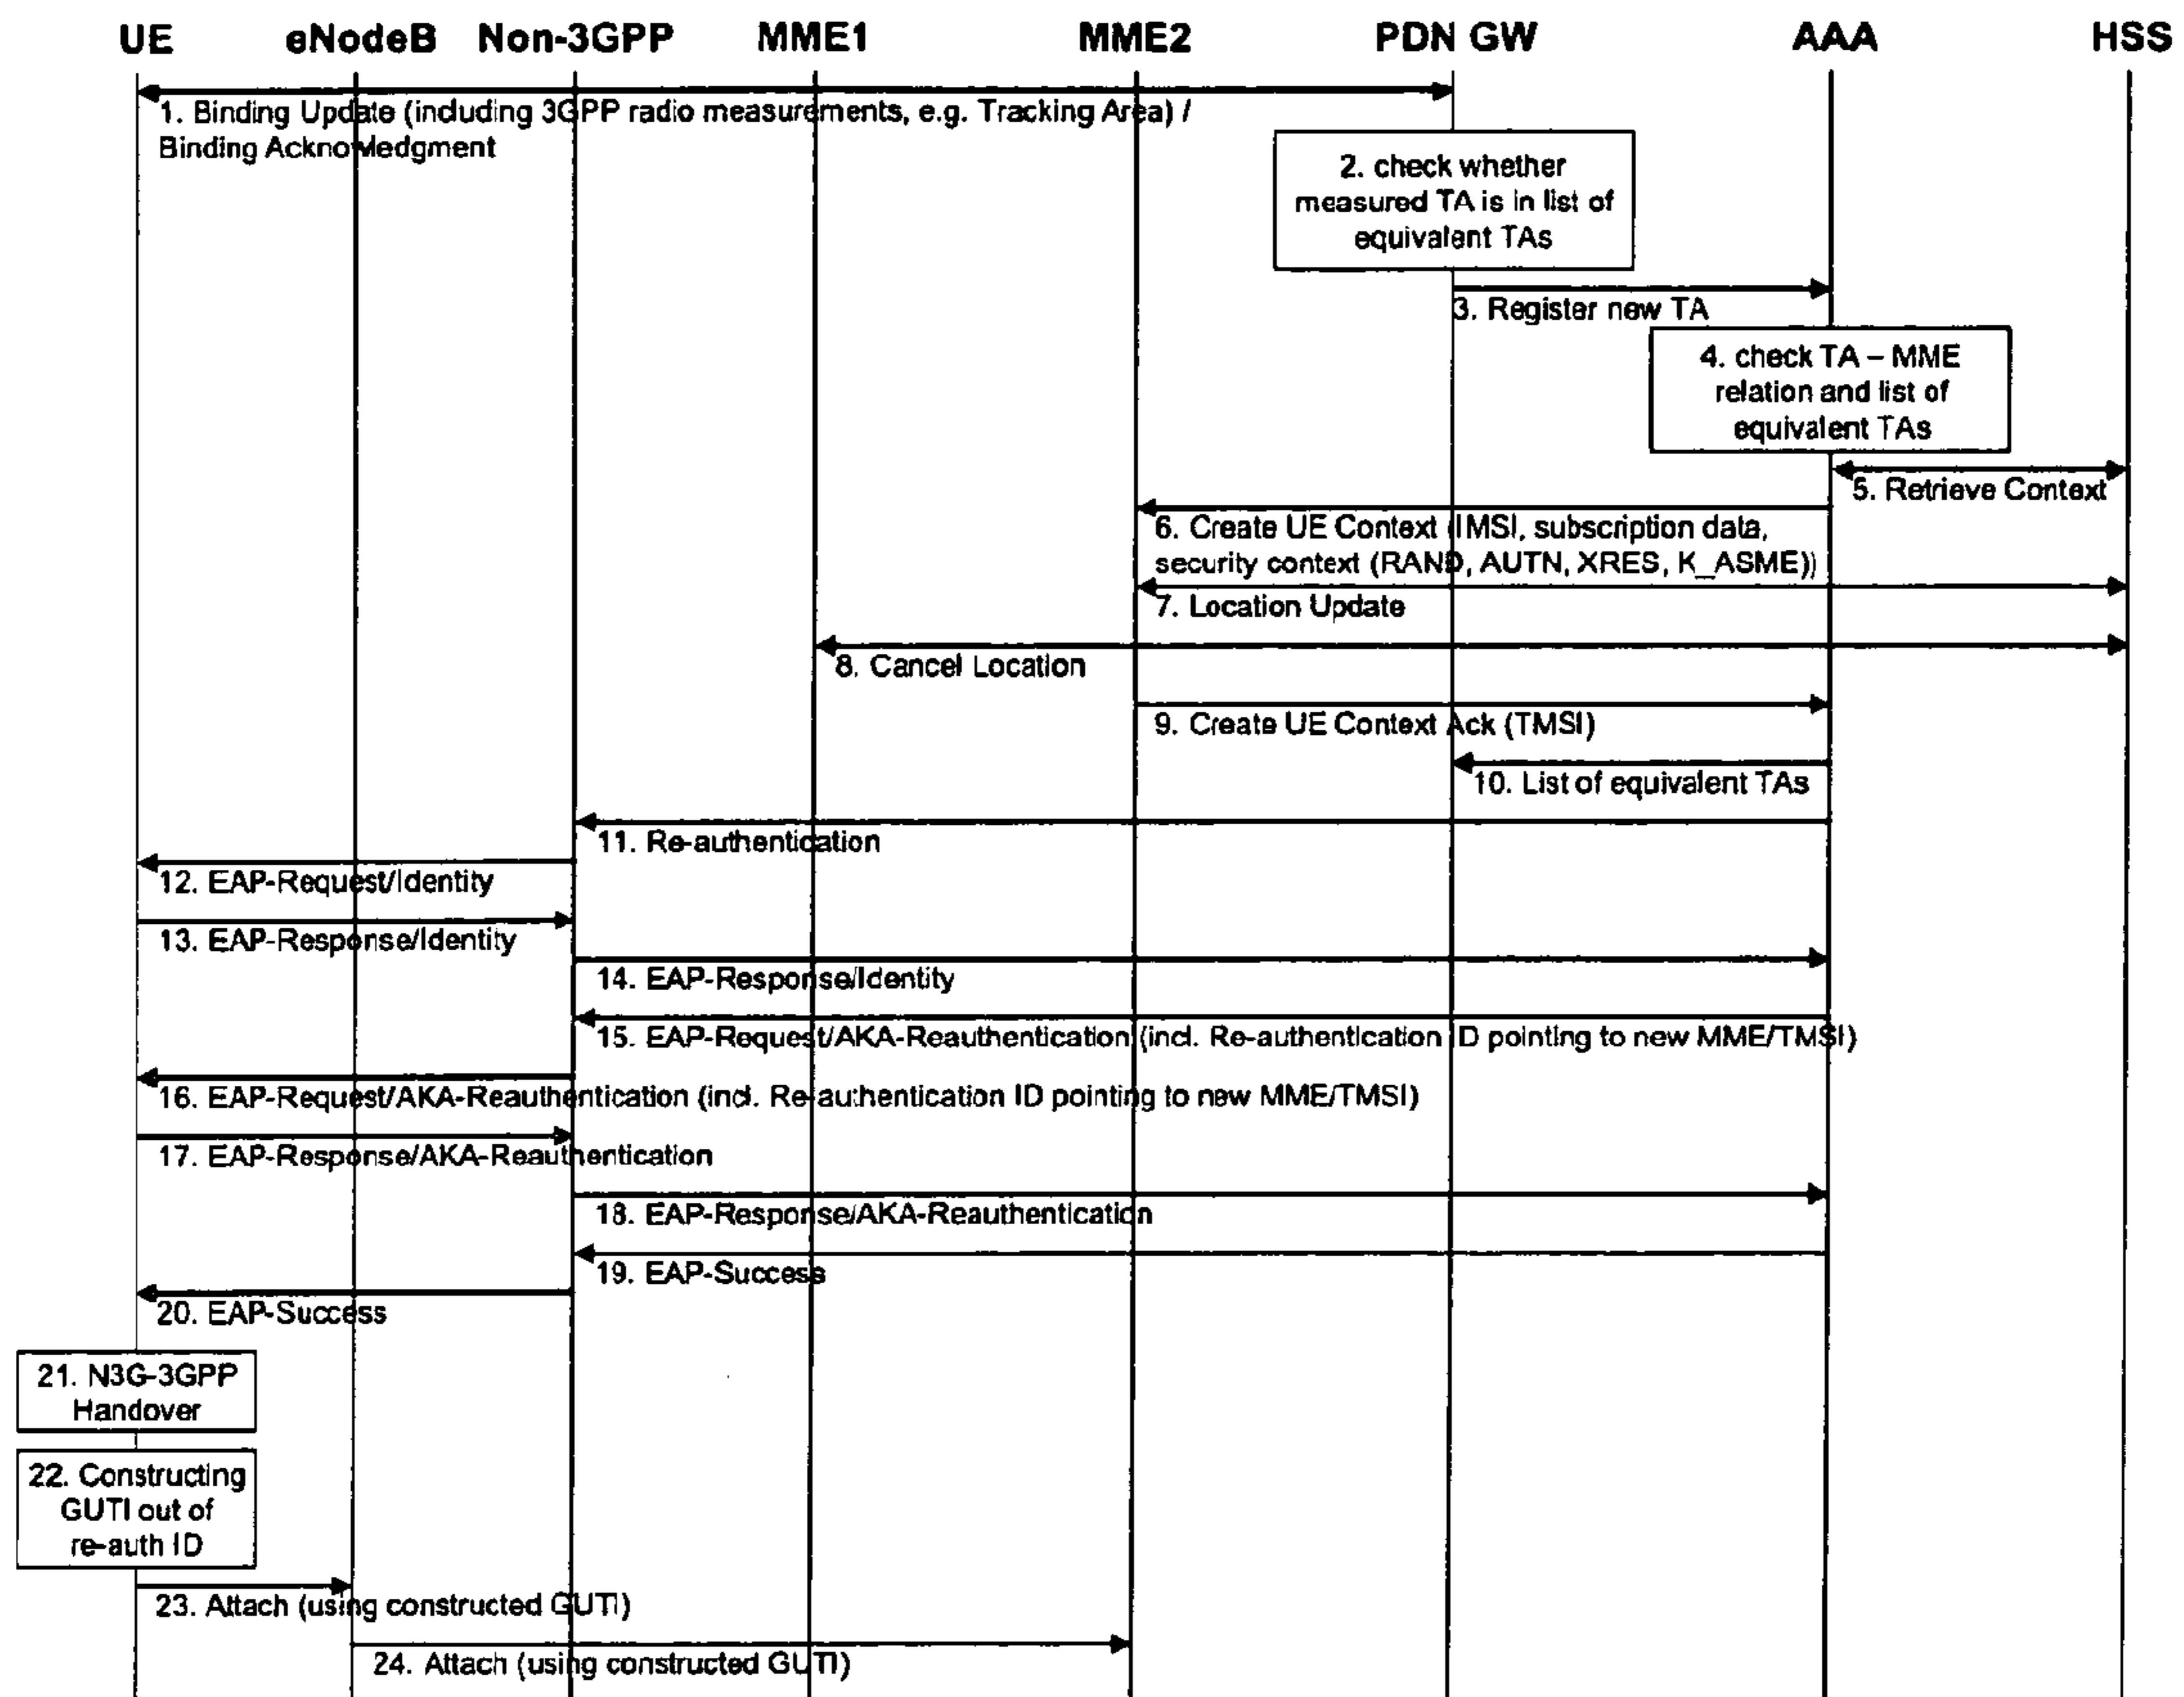 UE eNodeB Non-3GPP MME1 MME2 PDN GW AAA HSS
1. Binding Update (including 3GPP radio measurements, e.g. Tracking Area) /
Binding Acknowledgment
2. check whether
measured TA is in list of
equivalent TAs
3. Register new TA
4. check TA – MME
relation and list of
equivalent TAs
5. Retrieve Context
6. Create UE Context (IMSI, subscription data,
security context (RAND, AUTN, XRES, K_ASME))
7. Location Update
8. Cancel Location
9. Create UE Context Ack (TMSI)
10. List of equivalent TAs
11. Re-authentication
12. EAP-Request/Identity
13. EAP-Response/Identity
14. EAP-Response/Identity
15. EAP-Request/AKA-Reauthentication (incl. Re-authentication ID pointing to new MME/TMSI)
16. EAP-Request/AKA-Reauthentication (incl. Re-authentication ID pointing to new MME/TMSI)
17. EAP-Response/AKA-Reauthentication
18. EAP-Response/AKA-Reauthentication
19. EAP-Success
20. EAP-Success
21. N3G-3GPP
Handover
22. Constructing
GUTI out of
re-auth ID
23. Attach (using constructed GUTI)
24. Attach (using constructed GUTI)